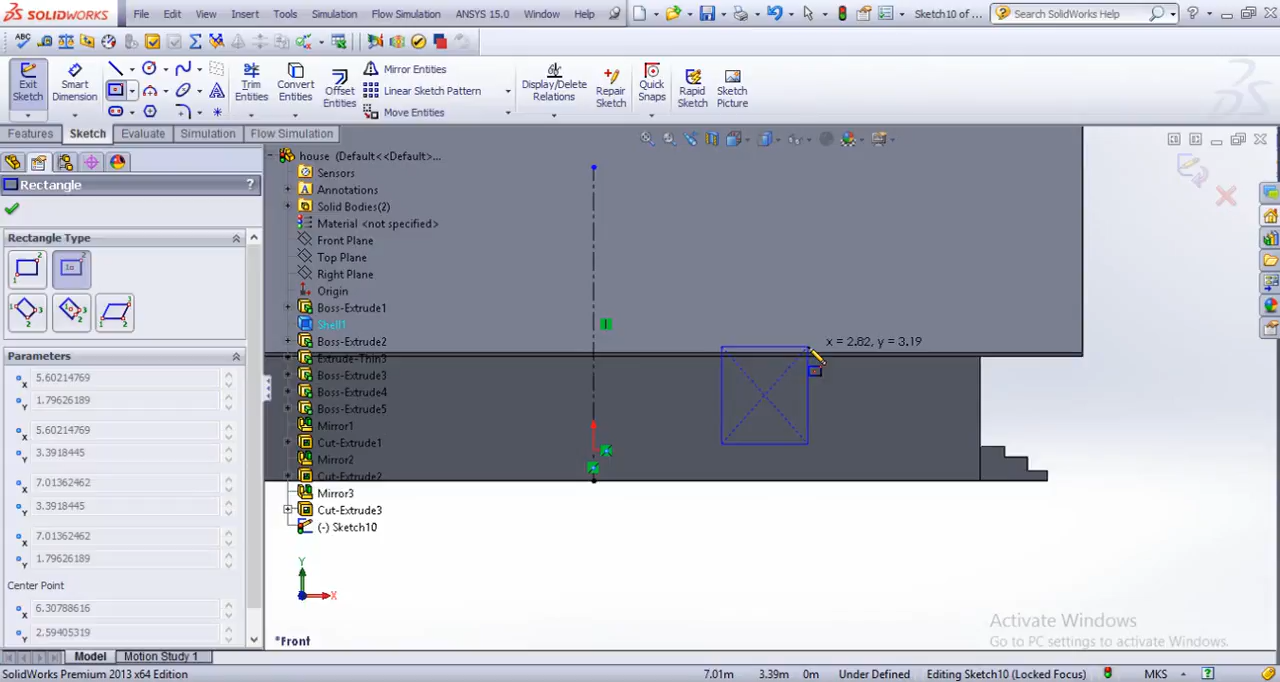 SOLIDWORKS File Edit View Insert Tools Simulation Flow Simulation ANSYS 15.0 Window Help Sketch10 of ... Search SolidWorks Help
Exit Sketch
Smart Dimension
Trim Entities
Convert Entities
Offset Entities
Mirror Entities
Linear Sketch Pattern
Move Entities
Display/Delete Relations
Repair Sketch
Quick Snaps
Rapid Sketch
Sketch Picture
Features Sketch Evaluate Simulation Flow Simulation
Rectangle ?
Rectangle Type
Parameters
5.60214769
1.79626189
5.60214769
3.3918445
7.01362462
3.3918445
7.01362462
1.79626189
Center Point
6.30788616
2.59405319
house (Default<<Default>...
Sensors
Annotations
Solid Bodies(2)
Material <not specified>
Front Plane
Top Plane
Right Plane
Origin
Boss-Extrude1
Shell1
Boss-Extrude2
Extrude-Thin3
Boss-Extrude3
Boss-Extrude4
Boss-Extrude5
Mirror1
Cut-Extrude1
Mirror2
Cut-Extrude2
Mirror3
Cut-Extrude3
(-) Sketch10
x = 2.82, y = 3.19
Y
X
*Front
Activate Windows
Go to PC settings to activate Windows.
Model Motion Study 1
SolidWorks Premium 2013 x64 Edition 7.01m 3.39m 0m Under Defined Editing Sketch10 (Locked Focus) MKS